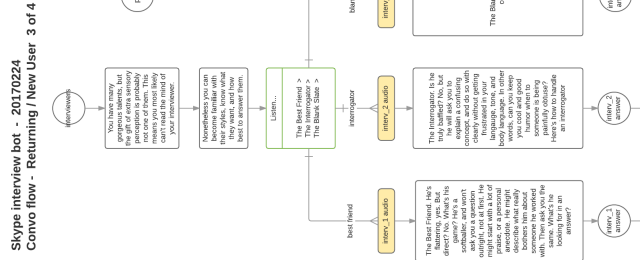 Skype interview bot - - 20170224
Convo flow - Returning / New User 3 of 4
interviewers
You have many
gorgeous talents, but
the gift of extra sensory
perception is probably
not one of them. This
means you most likely
can't read the mind of
your interviewer.
Nonetheless you can
become familiar with
their styles, know what
they want, and how
best to answer them.
Listen...
The Best Friend >
The Interrogator >
The Blank Slate >
best friend
interrogator
blan
interv_1 audio
interv_2 audio
interv_
The Best Friend. He's
flattering, yes. But
direct? No. What's his
game? He's a
softballer, and won't
ask you a question
outright, not at first. He
might start with a lot of
praise, or a personal
anecdote. He might
describe what really
bothers him about
someone he worked
with. Then ask you the
same. What's he
looking for in an
answer?
The Interrogator. Is he
truly baffled? No, but
he will ask you to
explain a confusing
concept, and do so with
clearly without getting
frustrated in your
langauge, tone, and
body language. In other
words, can you keep
you cool and good
humor when to
someone is being
painfully obtuse?
Here's how to handle
an interrogator
The Bla
interv_1
answer
interv_2
answer